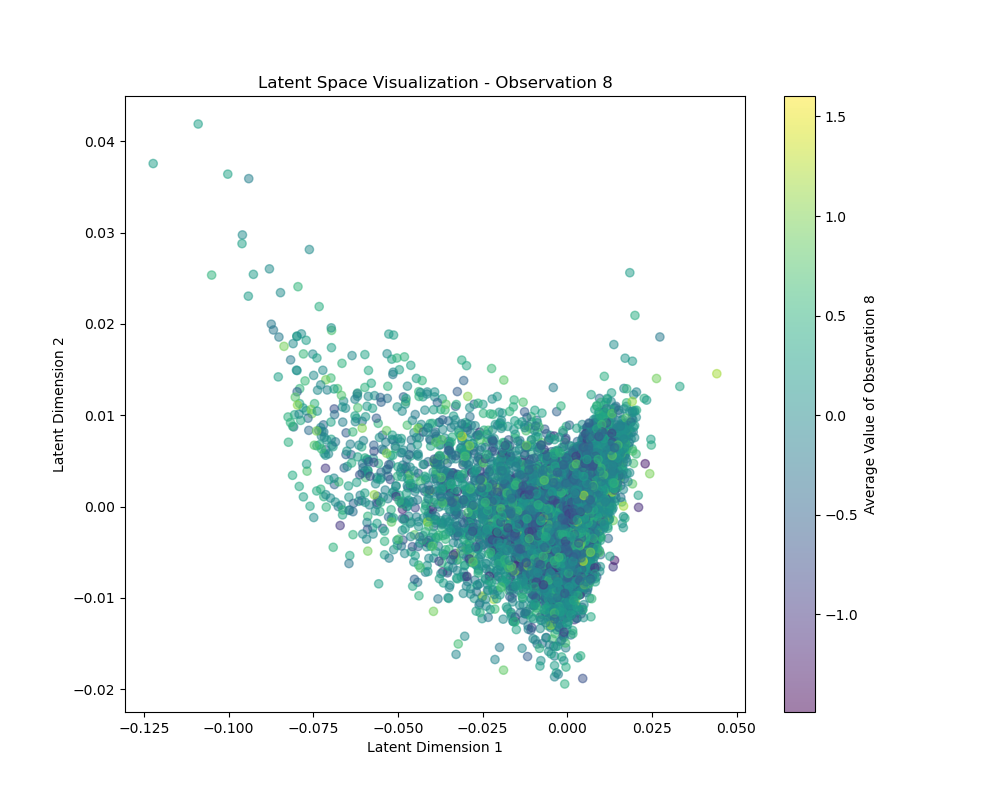 Latent Space Visualization - Observation 8
0.04
0.03
0.02
0.01
0.00
−0.01
−0.02
Latent Dimension 2
−0.125 −0.100 −0.075 −0.050 −0.025 0.000 0.025 0.050
Latent Dimension 1
1.5
1.0
0.5
0.0
−0.5
−1.0
Average Value of Observation 8